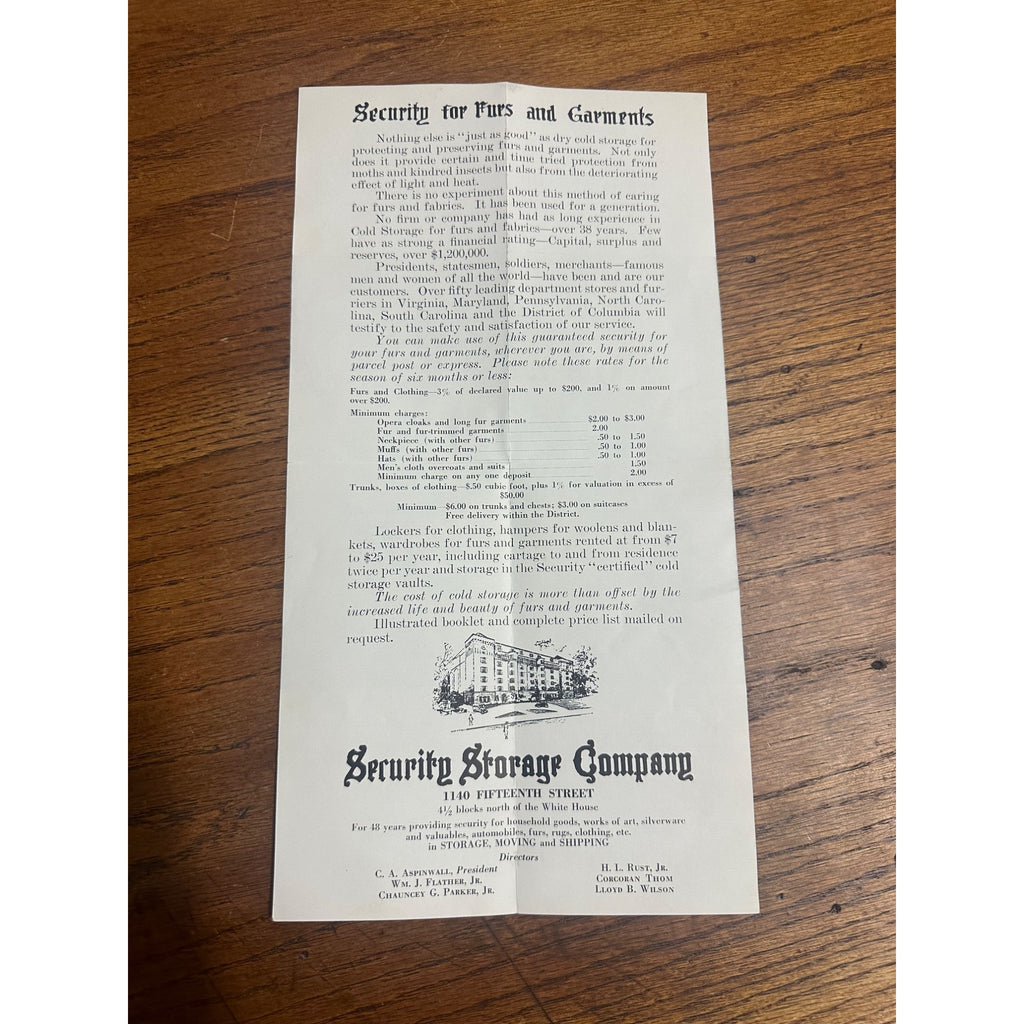 Security for Furs and Garments
Nothing else is "just as good" as dry cold storage for
protecting and preserving furs and garments. Not only
does it provide certain and time tried protection from
moths and kindred insects but also from the deteriorating
effect of light and heat.
There is no experiment about this method of caring
for furs and fabrics. It has been used for a generation.
No firm or company has had as long experience in
Cold Storage for furs and fabrics—over 38 years. Few
have as strong a financial rating—Capital, surplus and
reserves, over $1,200,000.
Presidents, statesmen, soldiers, merchants—famous
men and women of all the world—have been and are our
customers. Over fifty leading department stores and fur-
riers in Virginia, Maryland, Pennsylvania, North Caro-
lina, South Carolina and the District of Columbia will
testify to the safety and satisfaction of our service.
You can make use of this guaranteed security for
your furs and garments, wherever you are, by means of
parcel post or express. Please note these rates for the
season of six months or less:
Furs and Clothing—3% of declared value up to $200, and 1% on amount
over $200.
Minimum charges:
Opera cloaks and long fur garments $2.00 to $3.00
Fur and fur-trimmed garments 2.00
Neckpiece (with other furs) .50 to 1.50
Muffs (with other furs) .50 to 1.00
Hats (with other furs) .50 to 1.00
Men's cloth overcoats and suits 1.50
Minimum charge on any one deposit 2.00
Trunks, boxes of clothing—$.50 cubic foot, plus 1% for valuation in excess of
$50.00
Minimum—$6.00 on trunks and chests; $3.00 on suitcases
Free delivery within the District.
Lockers for clothing, hampers for woolens and blan-
kets, wardrobes for furs and garments rented at from $7
to $25 per year, including cartage to and from residence
twice per year and storage in the Security "certified" cold
storage vaults.
The cost of cold storage is more than offset by the
increased life and beauty of furs and garments.
Illustrated booklet and complete price list mailed on
request.
Security Storage Company
1140 FIFTEENTH STREET
4½ blocks north of the White House
For 48 years providing security for household goods, works of art, silverware
and valuables, automobiles, furs, rugs, clothing, etc.
in STORAGE, MOVING and SHIPPING
Directors
C. A. ASPINWALL, President
WM. J. FLATHER, JR.
CHAUNCEY G. PARKER, JR.
H. L. RUST, JR.
CORCORAN THOM
LLOYD B. WILSON